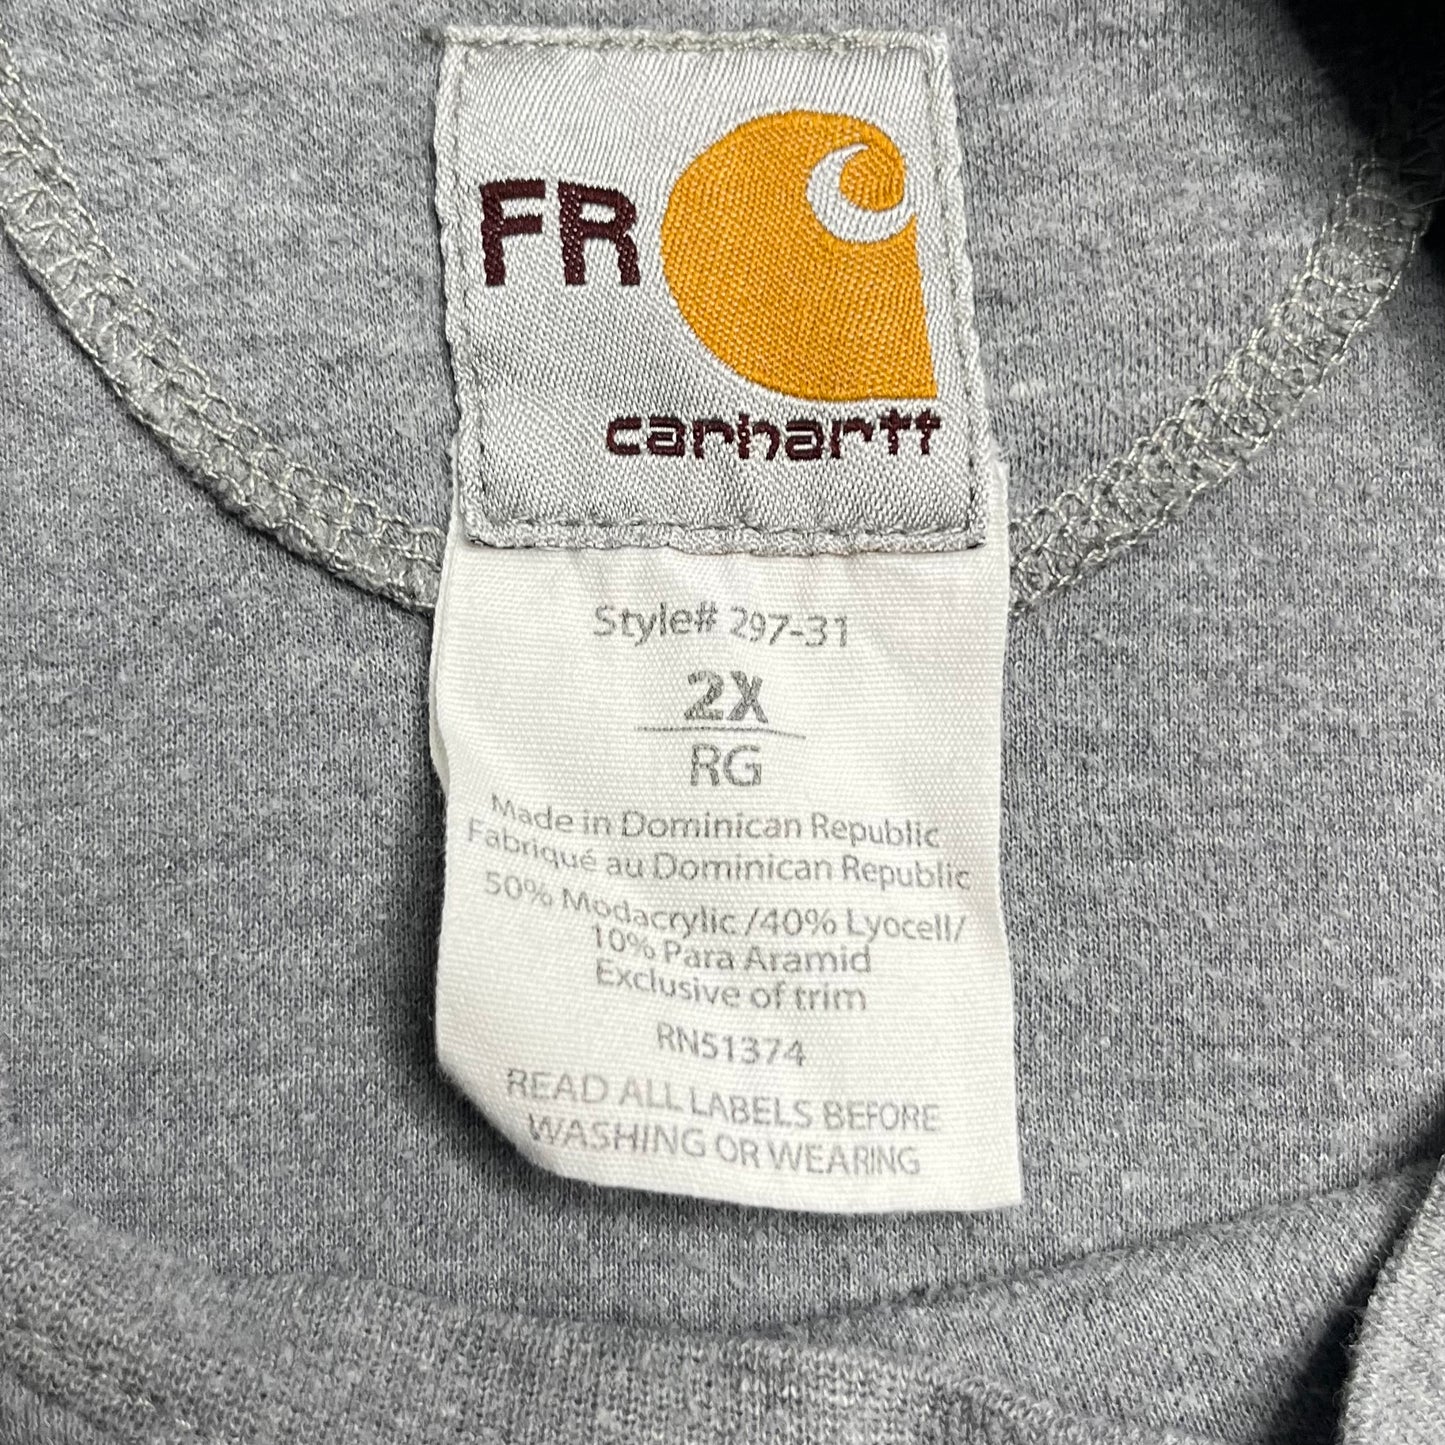 FR
carhartt
Style# 297-31
2X
RG
Made in Dominican Republic
Fabriqué au Dominican Republic
50% Modacrylic /40% Lyocell/
10% Para Aramid
Exclusive of trim
RN51374
READ ALL LABELS BEFORE
WASHING OR WEARING